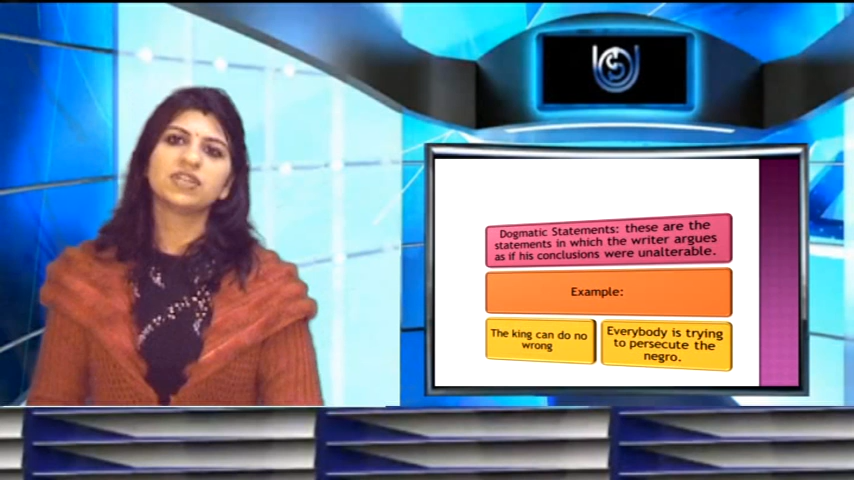 Dogmatic Statements: these are the
statements in which the writer argues
as if his conclusions were unalterable.
Example:
The king can do no
wrong
Everybody is trying
to persecute the
negro.